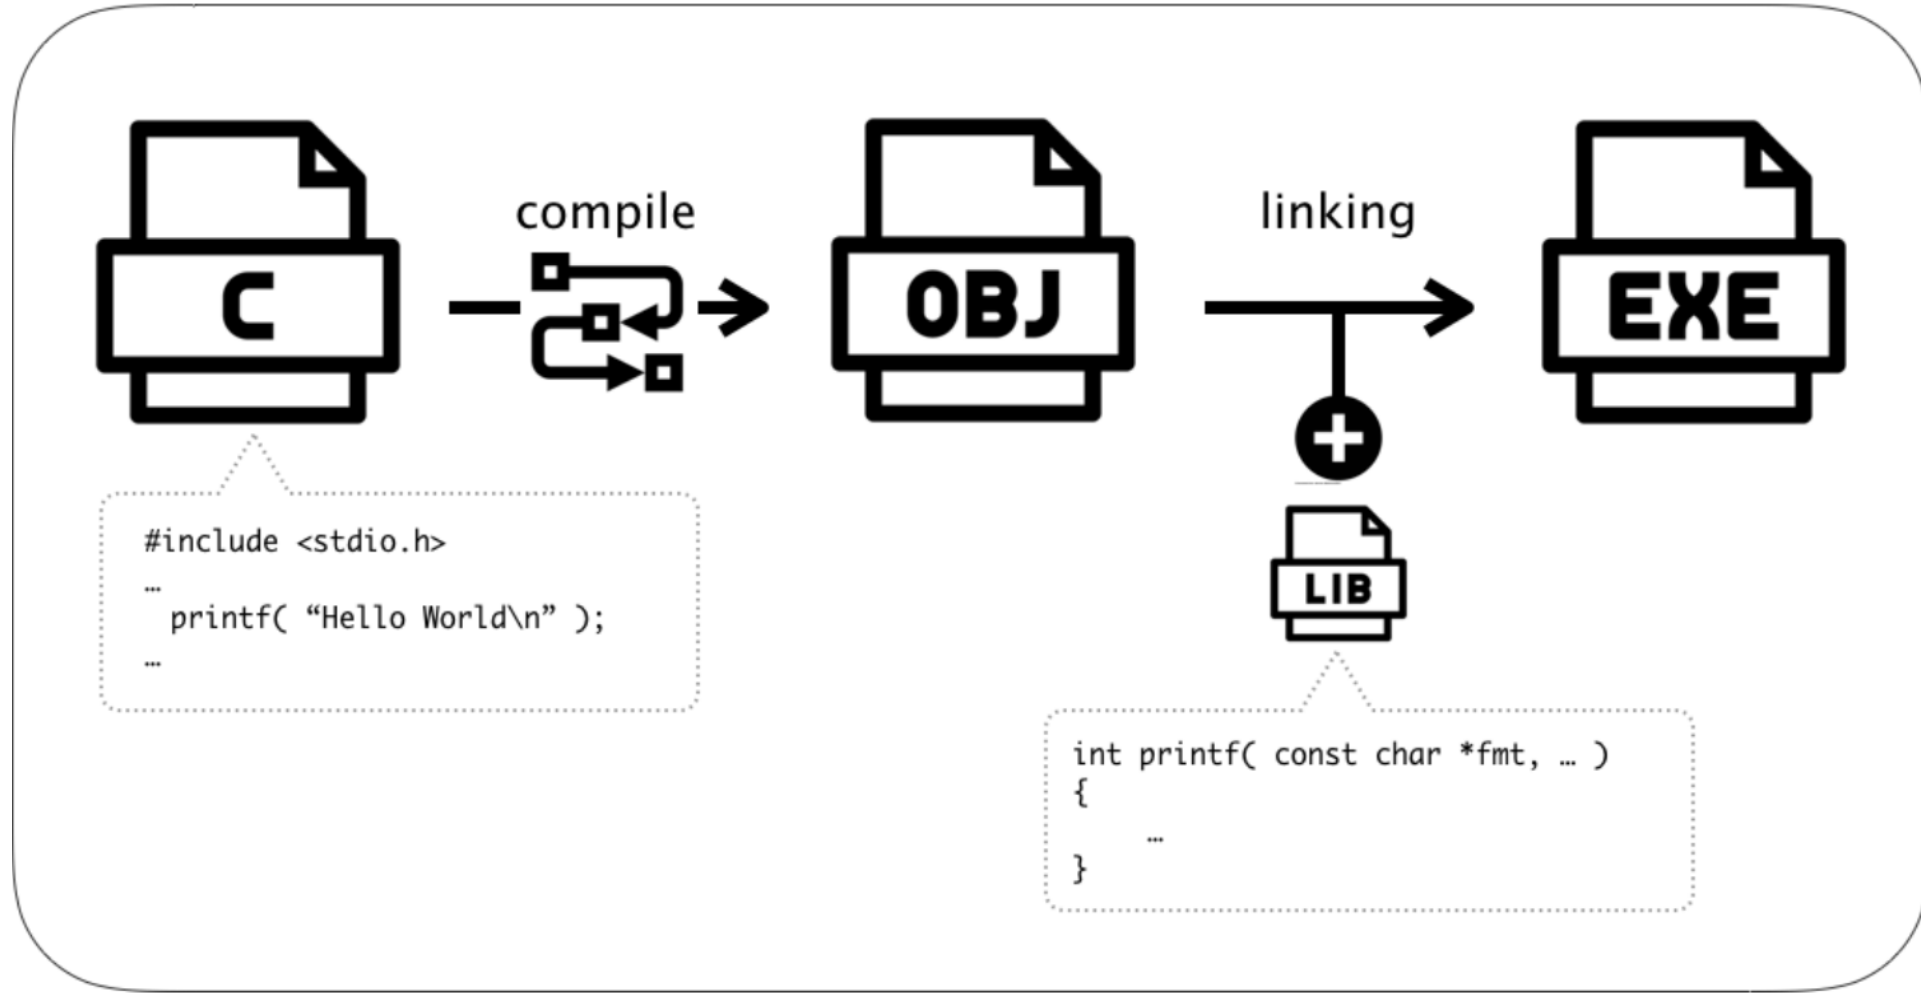 compile
linking
C
OBJ
EXE
#include <stdio.h>
…
printf( “Hello World\n” );
…
LIB
int printf( const char *fmt, … )
{
…
}